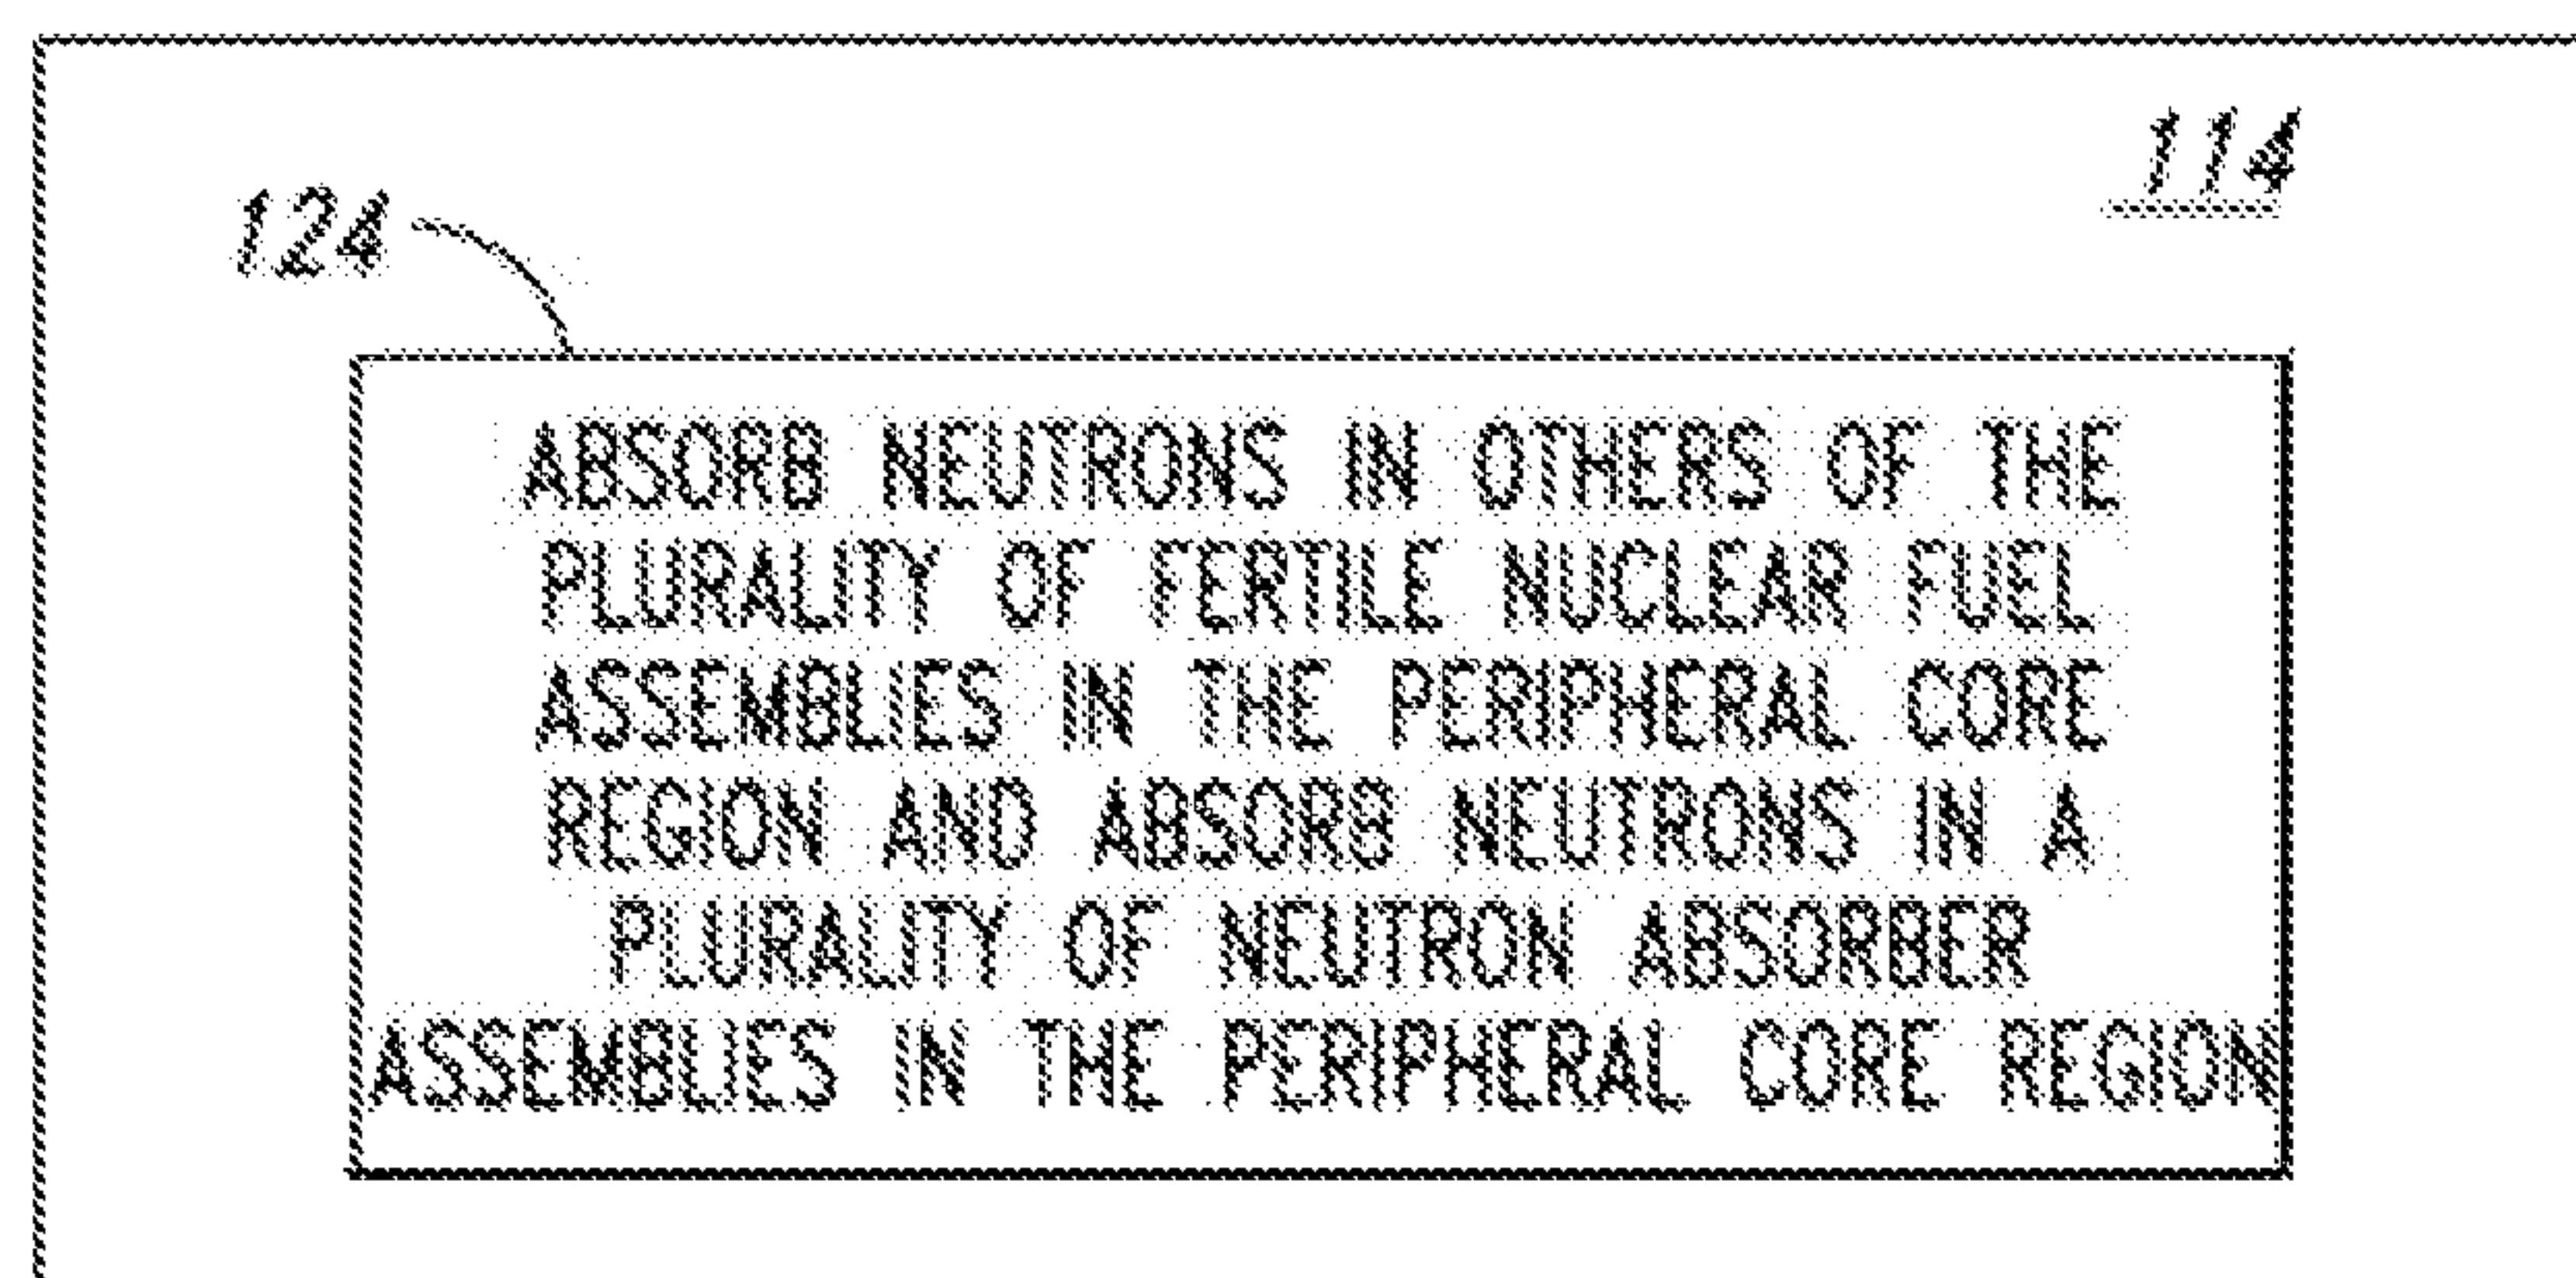 114
124
ABSORB NEUTRONS IN OTHERS OF THE
PLURALITY OF FERTILE NUCLEAR FUEL
ASSEMBLIES IN THE PERIPHERAL CORE
REGION AND ABSORB NEUTRONS IN A
PLURALITY OF NEUTRON ABSORBER
ASSEMBLIES IN THE PERIPHERAL CORE REGION